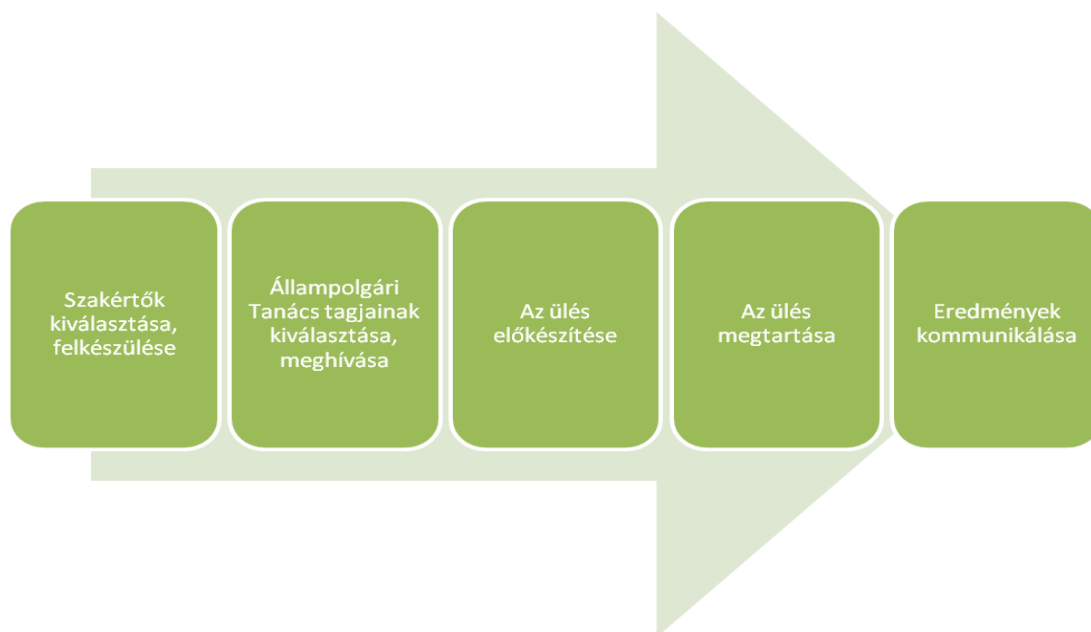 Szakértők
kiválasztása,
felkészülése
Állampolgári
Tanács tagjainak
kiválasztása,
meghívása
Az ülés
előkészítése
Az ülés
megtartása
Eredmények
kommunikálása